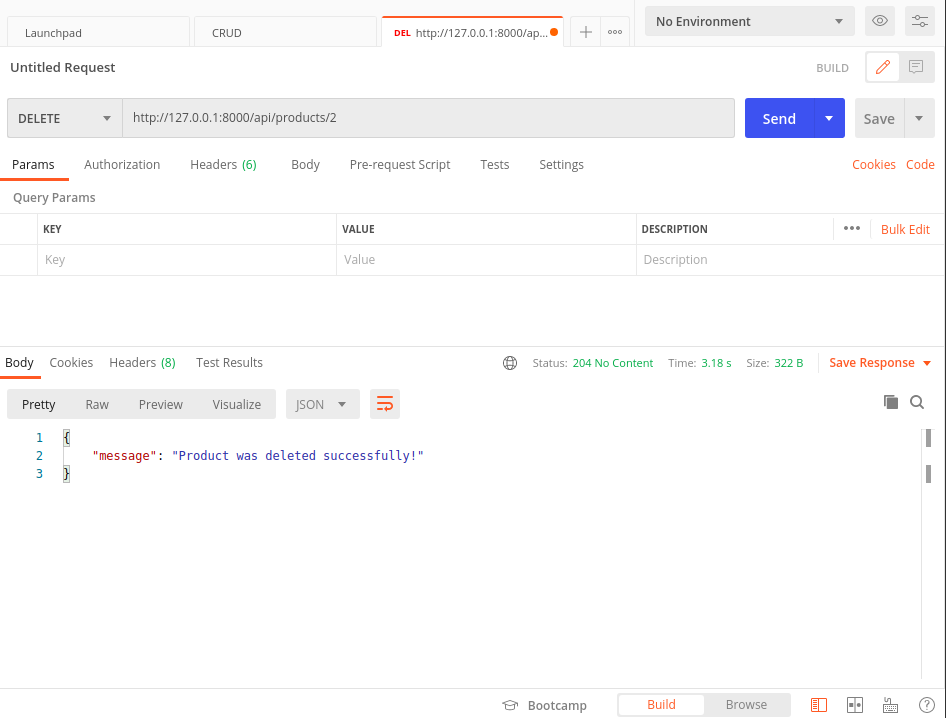 Launchpad
CRUD
DEL http://127.0.0.1:8000/ap...
No Environment
Untitled Request
BUILD
DELETE
http://127.0.0.1:8000/api/products/2
Send
Save
Params Authorization Headers (6) Body Pre-request Script Tests Settings Cookies Code
Query Params
KEY VALUE DESCRIPTION Bulk Edit
Key Value Description
Body Cookies Headers (8) Test Results Status: 204 No Content Time: 3.18 s Size: 322 B Save Response
Pretty Raw Preview Visualize JSON
1 {
2 "message": "Product was deleted successfully!"
3 }
Bootcamp Build Browse